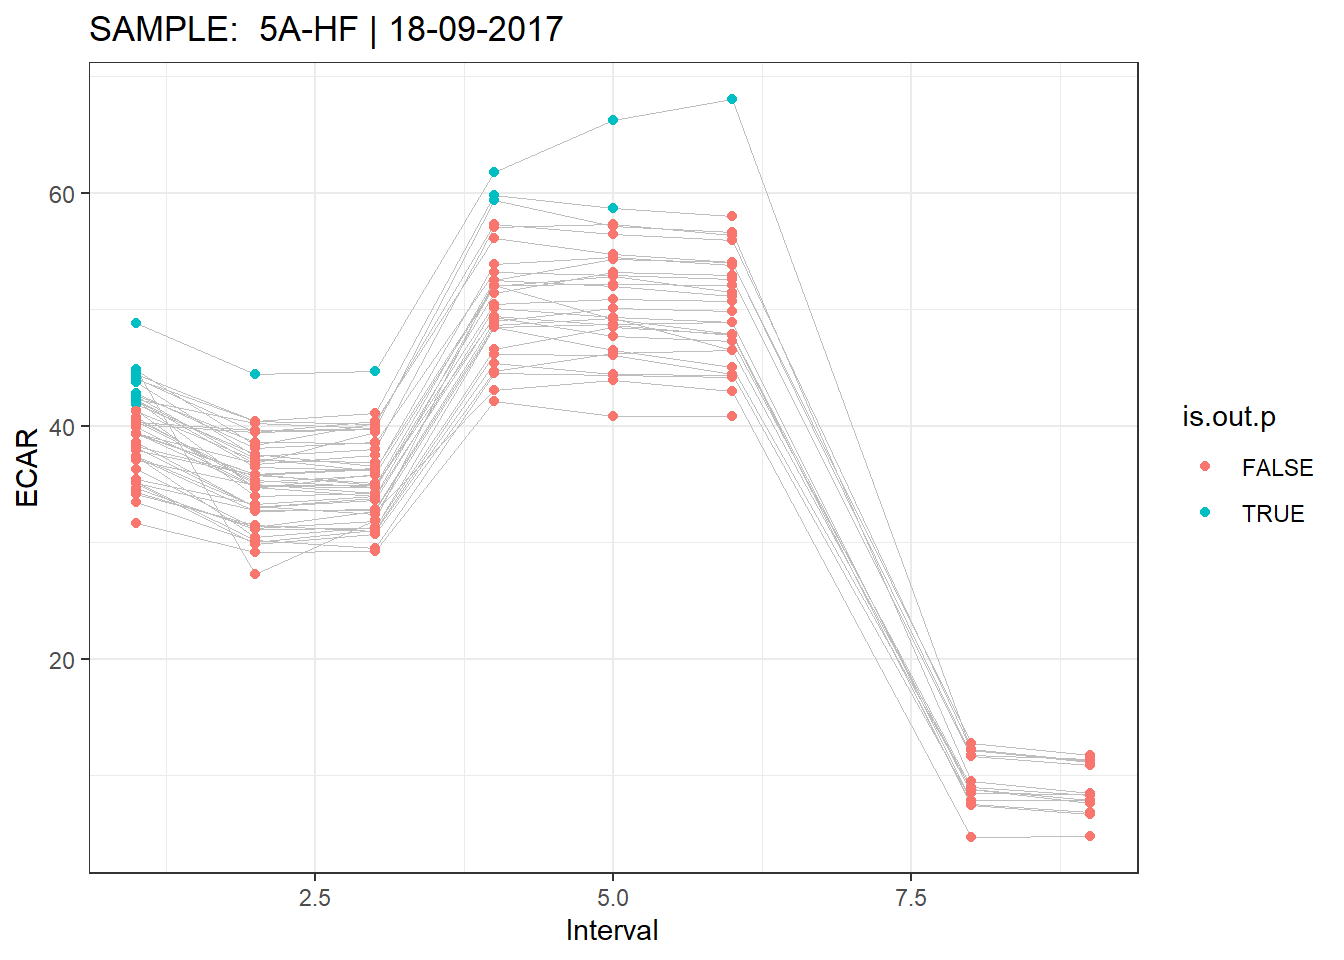 SAMPLE:  5A-HF | 18-09-2017
60
40
20
ECAR
2.5
5.0
7.5
Interval
is.out.p
FALSE
TRUE